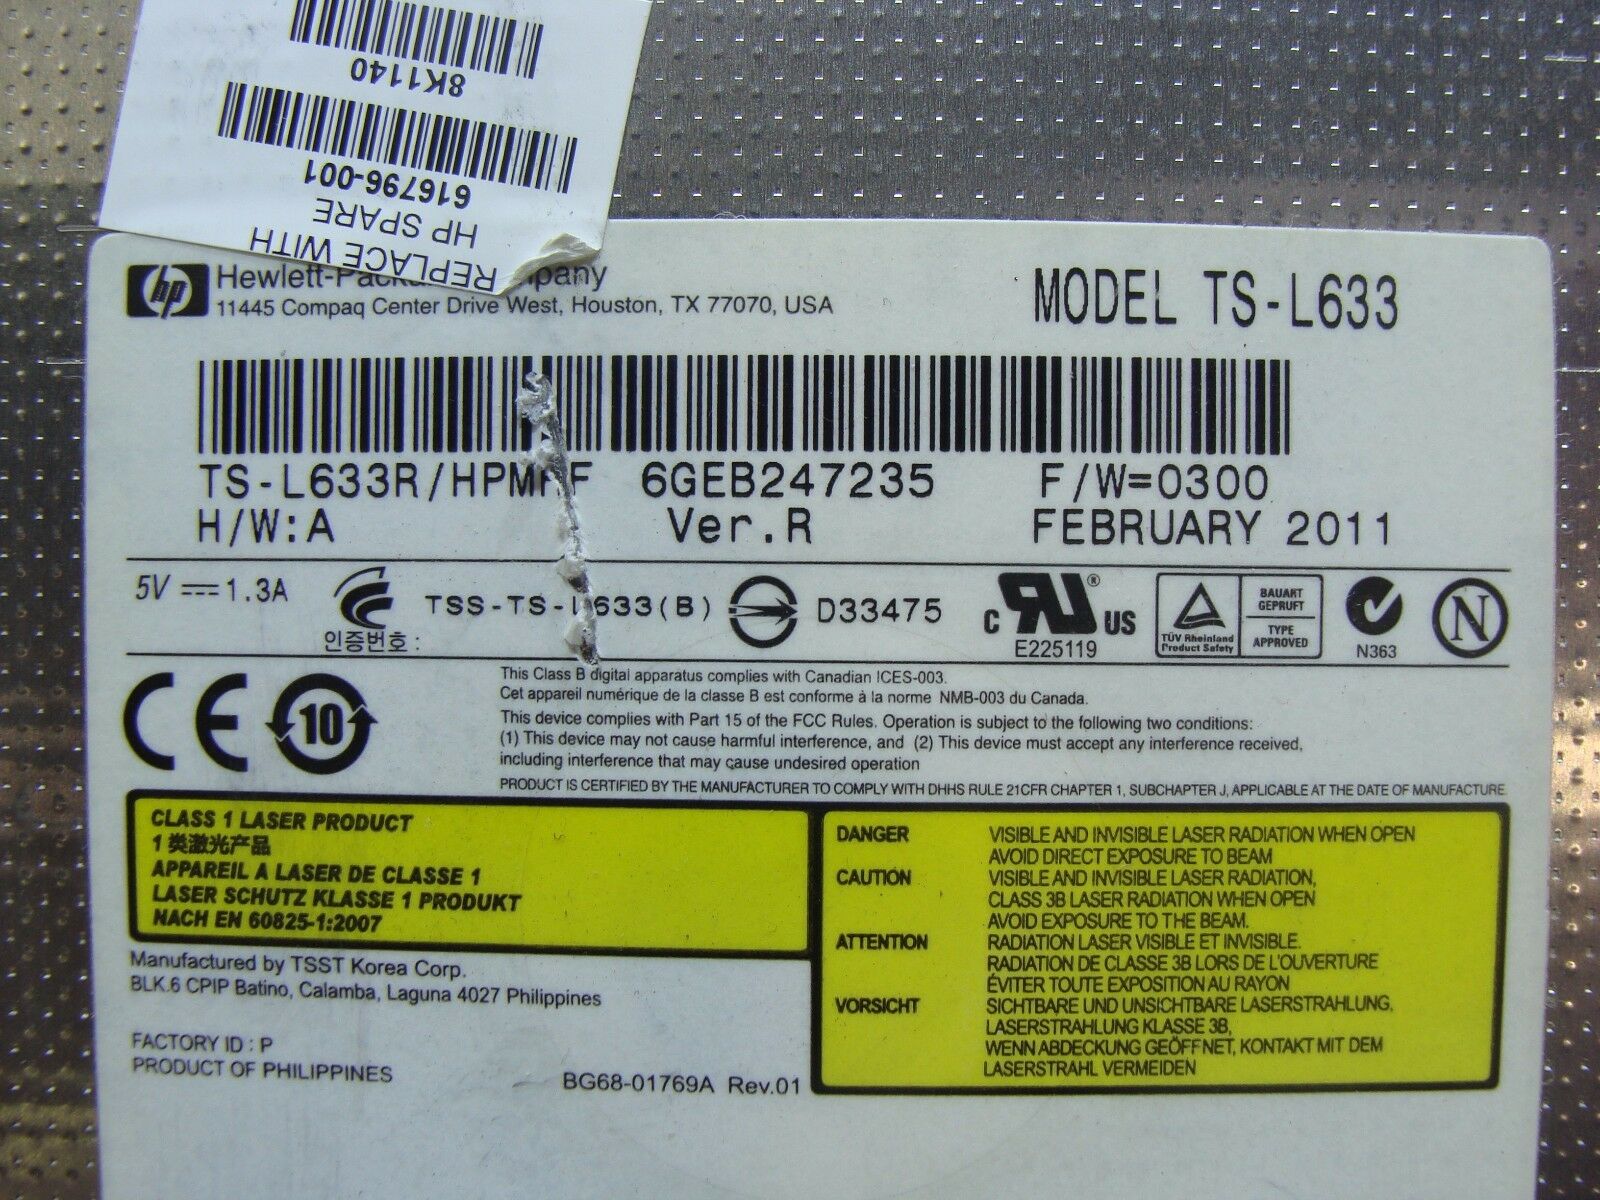 8K1140
616796-001
HP SPARE
REPLACE WITH
hp
11445 Compaq Center Drive West, Houston, TX 77070, USA
MODEL TS-L633
6GEB247235 F/W=0300
H/W:A Ver.R FEBRUARY 2011
5V 1.3A
인증번호 :
TSS-TS-L633(B)
D33475
c RU® US
E225119
TÜV Rheinland
Product Safety
BAUART
GEPRUFT
TYPE
APPROVED
N363
N
CE
10
This Class B digital apparatus complies with Canadian ICES-003.
Cet appareil numérique de la classe B est conforme à la norme NMB-003 du Canada.
This device complies with Part 15 of the FCC Rules. Operation is subject to the following two conditions:
(1) This device may not cause harmful interference, and (2) This device must accept any interference received,
including interference that may cause undesired operation
PRODUCT IS CERTIFIED BY THE MANUFACTURER TO COMPLY WITH DHHS RULE 21CFR CHAPTER 1, SUBCHAPTER J, APPLICABLE AT THE DATE OF MANUFACTURE.
CLASS 1 LASER PRODUCT
1 类激光产品
APPAREIL A LASER DE CLASSE 1
LASER SCHUTZ KLASSE 1 PRODUKT
NACH EN 60825-1:2007
DANGER VISIBLE AND INVISIBLE LASER RADIATION WHEN OPEN
AVOID DIRECT EXPOSURE TO BEAM
CAUTION VISIBLE AND INVISIBLE LASER RADIATION,
CLASS 3B LASER RADIATION WHEN OPEN
AVOID EXPOSURE TO THE BEAM.
ATTENTION RADIATION LASER VISIBLE ET INVISIBLE.
RADIATION DE CLASSE 3B LORS DE L'OUVERTURE
ÉVITER TOUTE EXPOSITION AU RAYON
VORSICHT SICHTBARE UND UNSICHTBARE LASERSTRAHLUNG,
LASERSTRAHLUNG KLASSE 3B,
WENN ABDECKUNG GEÖFFNET, KONTAKT MIT DEM
LASERSTRAHL VERMEIDEN
Manufactured by TSST Korea Corp.
BLK.6 CPIP Batino, Calamba, Laguna 4027 Philippines
FACTORY ID : P
PRODUCT OF PHILIPPINES
BG68-01769A Rev.01